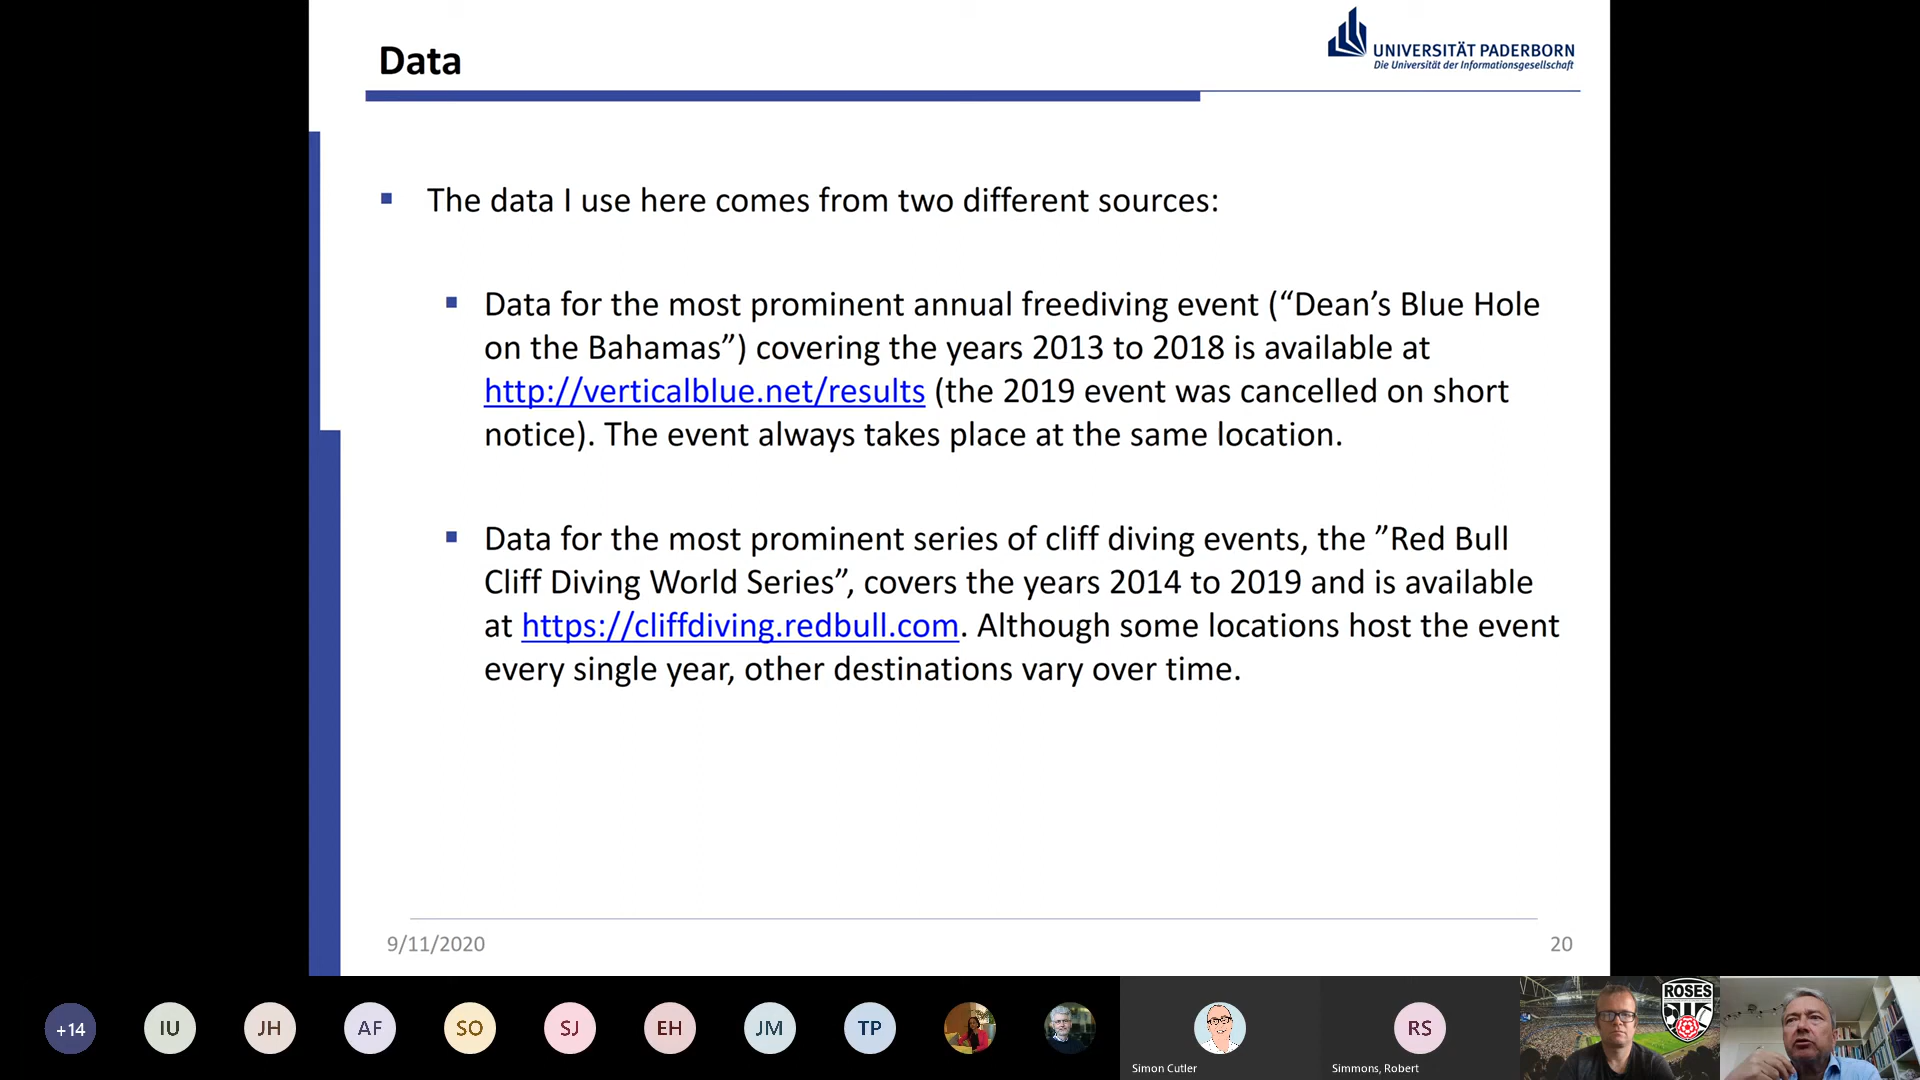 Data
UNIVERSITÄT PADERBORN
Die Universität der Informationsgesellschaft
The data I use here comes from two different sources:
Data for the most prominent annual freediving event (“Dean’s Blue Hole
on the Bahamas”) covering the years 2013 to 2018 is available at
http://verticalblue.net/results (the 2019 event was cancelled on short
notice). The event always takes place at the same location.
Data for the most prominent series of cliff diving events, the ”Red Bull
Cliff Diving World Series”, covers the years 2014 to 2019 and is available
at https://cliffdiving.redbull.com. Although some locations host the event
every single year, other destinations vary over time.
9/11/2020
20
+14
IU
JH
AF
SO
SJ
EH
JM
TP
Simon Cutler
RS
Simmons, Robert
ROSES